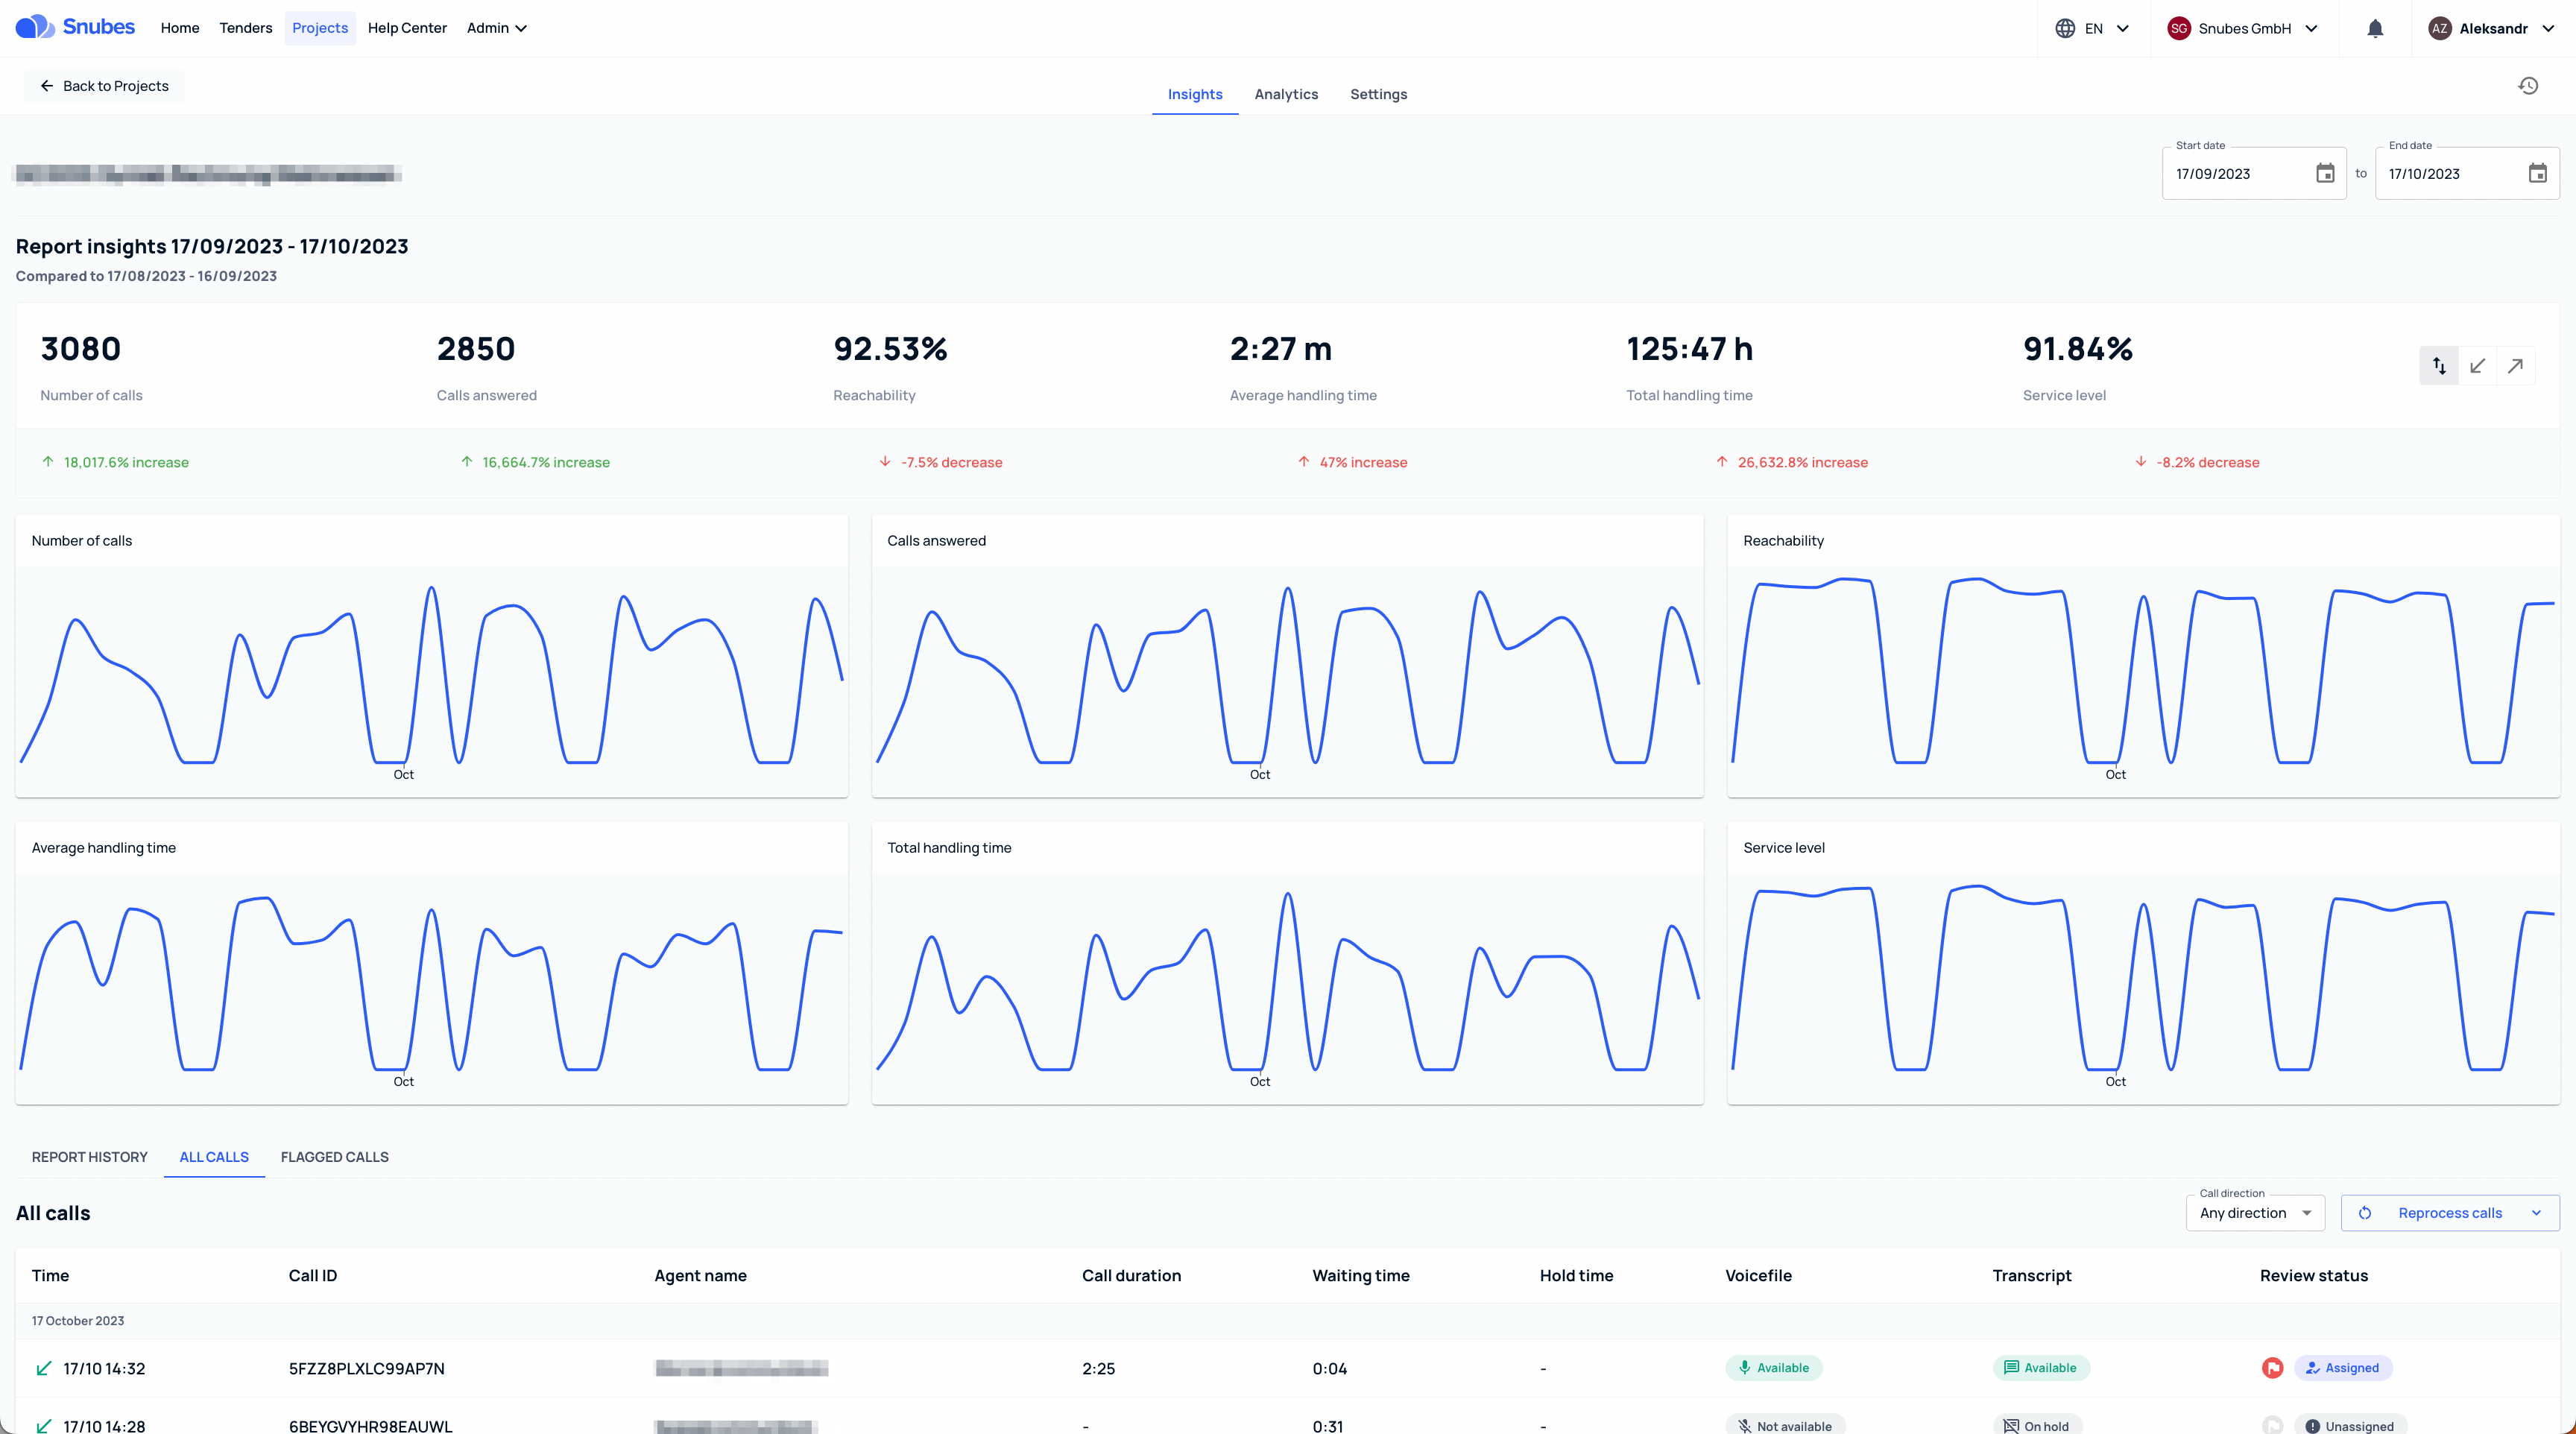 Snubes Home Tenders Projects Help Center Admin EN SG Snubes GmbH AZ Aleksandr
Back to Projects
Insights Analytics Settings
Start date End date
17/09/2023 to 17/10/2023
Report insights 17/09/2023 - 17/10/2023
Compared to 17/08/2023 - 16/09/2023
3080 2850 92.53% 2:27 m 125:47 h 91.84%
Number of calls Calls answered Reachability Average handling time Total handling time Service level
18,017.6% increase 16,664.7% increase -7.5% decrease 47% increase 26,632.8% increase -8.2% decrease
Number of calls Calls answered Reachability
Oct Oct Oct
Average handling time Total handling time Service level
Oct Oct Oct
REPORT HISTORY ALL CALLS FLAGGED CALLS
Call direction
All calls Any direction Reprocess calls
Time Call ID Agent name Call duration Waiting time Hold time Voicefile Transcript Review status
17 October 2023
17/10 14:32 5FZZ8PLXLC99AP7N 2:25 0:04 - Available Available Assigned
17/10 14:28 6BEYGVYHR98EAUWL - 0:31 - Not available On hold Unassigned